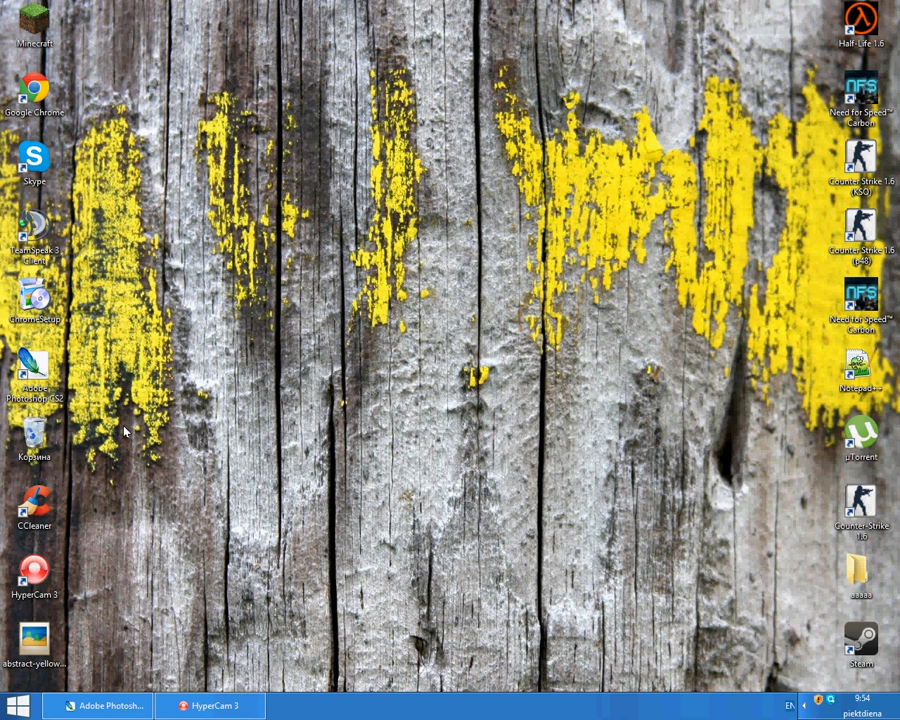 Minecraft
Google Chrome
Skype
TeamSpeak 3
Client
ChromeSetup
Adobe
Photoshop CS2
Корзина
CCleaner
HyperCam 3
abstract-yellow...
Half-Life 1.6
Need for Speed™
Carbon
Counter Strike 1.6
(KSO)
Counter Strike 1.6
(p48)
Need for Speed™
Carbon
Notepad++
µTorrent
Counter-Strike
1.6
aaaaa
Steam
Adobe Photosh...
HyperCam 3
EN
9:54
piektdiena